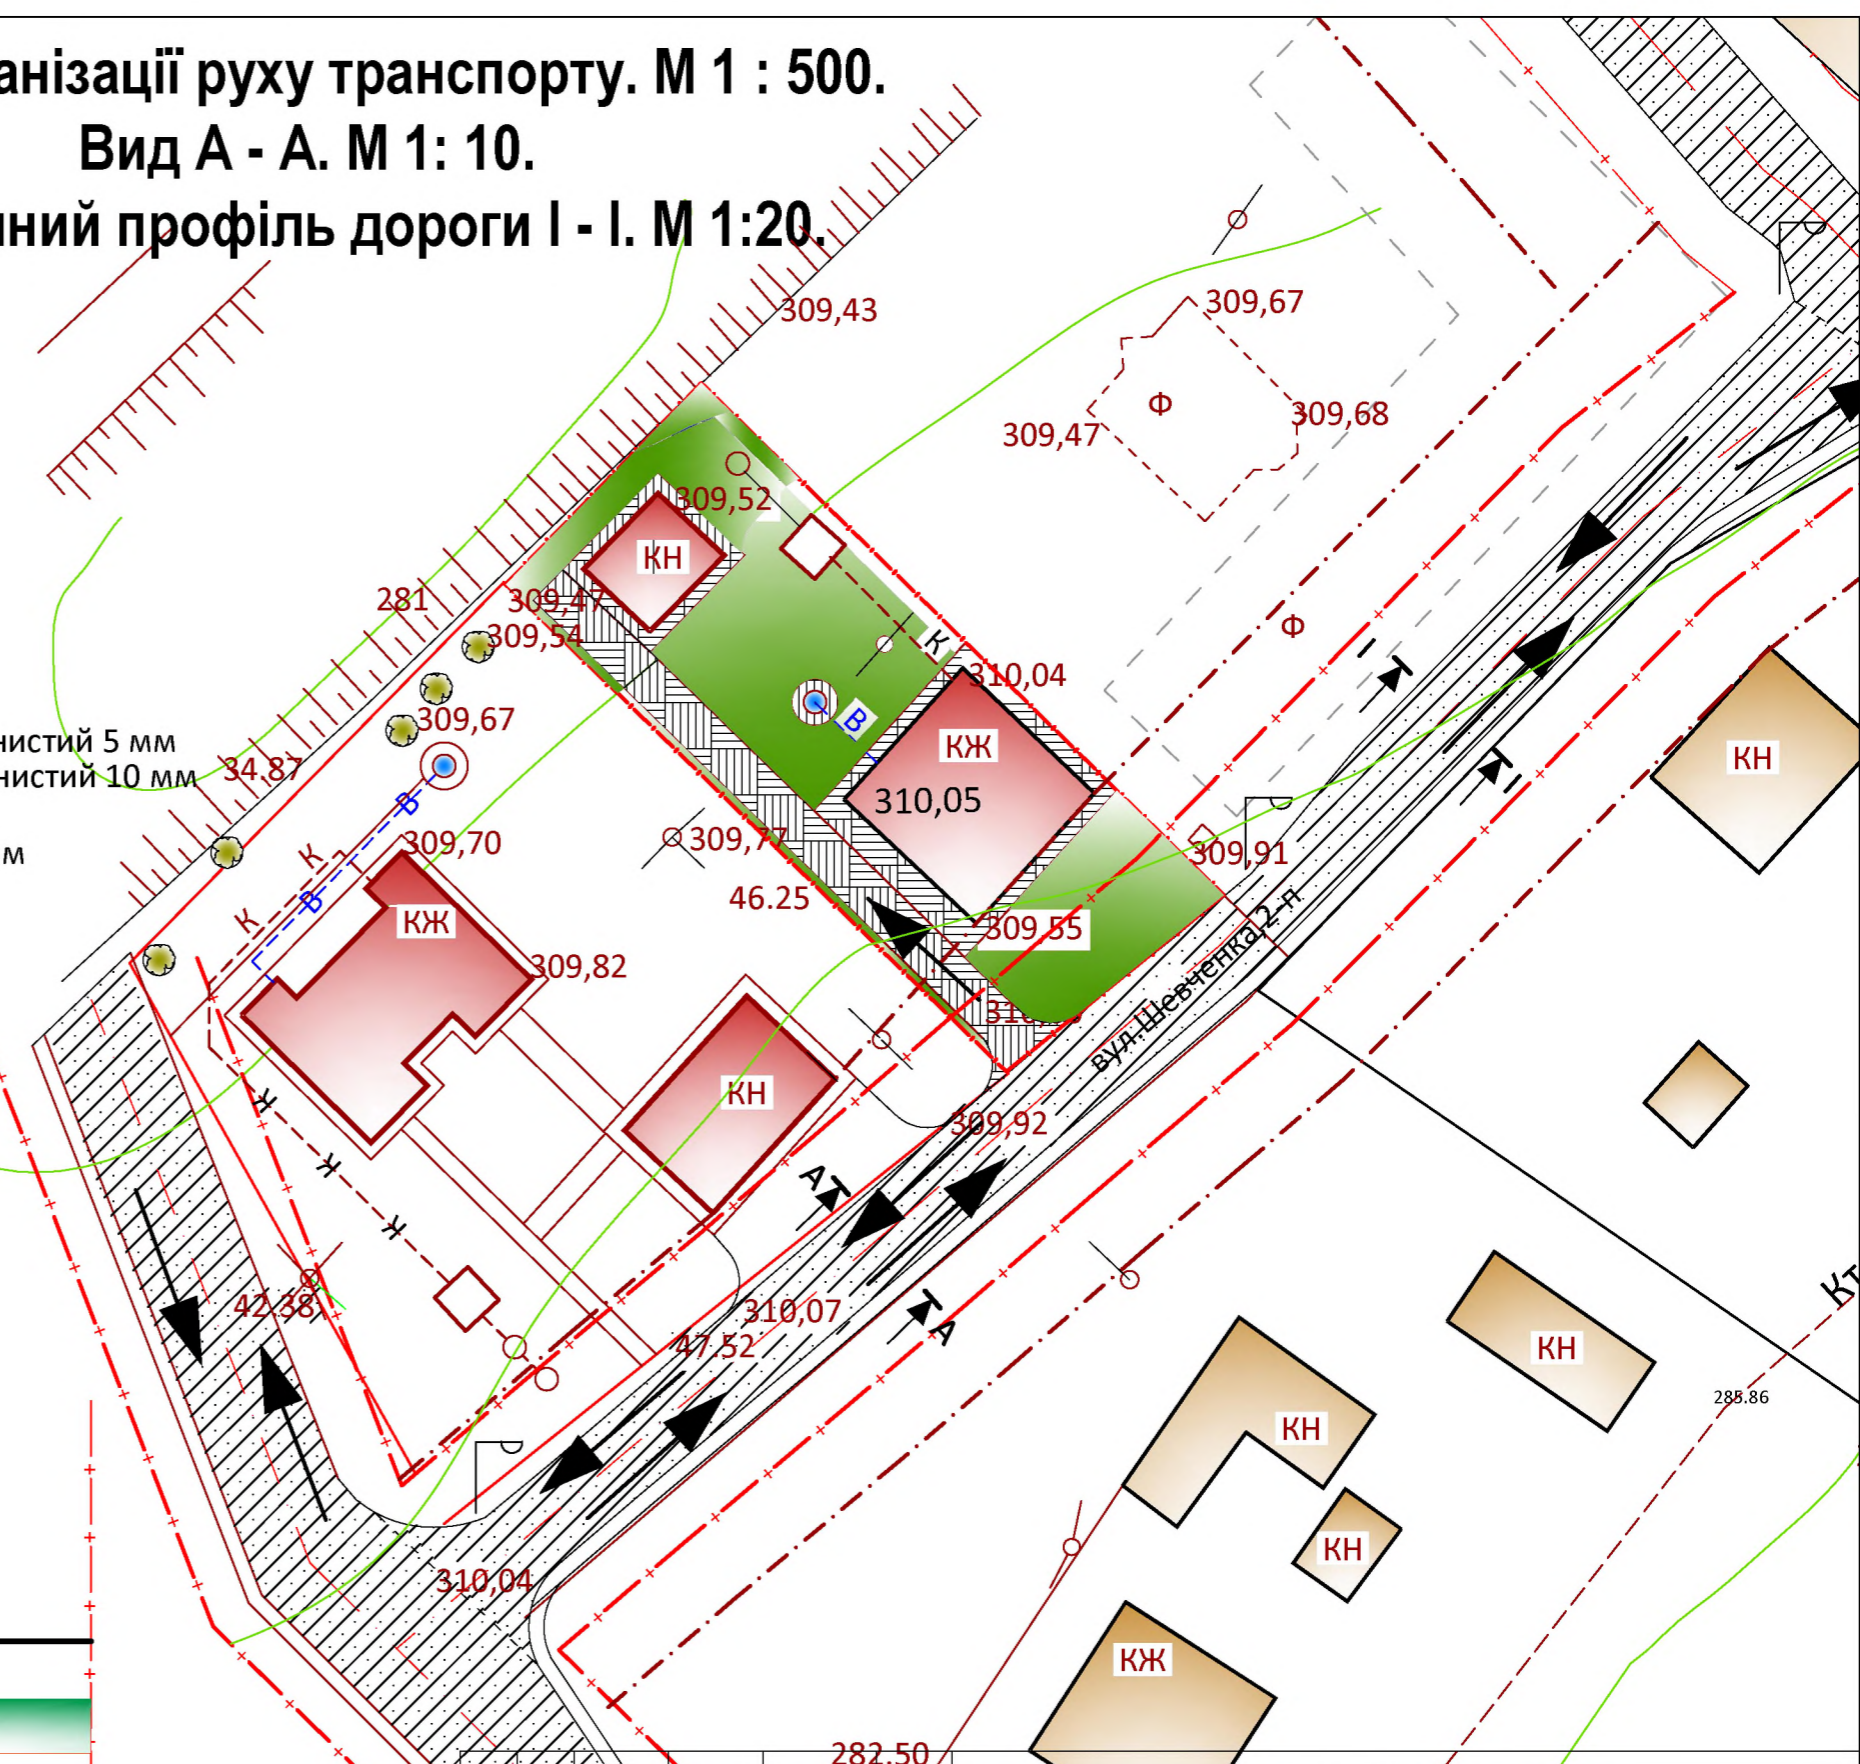 анізації руху транспорту. М 1 : 500.
Вид А - А. М 1: 10.
ний профіль дороги І - І. М 1:20.
309,43
309,67
Ф
309,68
309,47
309,52
КН
281
309,47
309,54
Ф
К
310,04
І
309,67
В
КЖ
КН
нистий 5 мм
нистий 10 мм
34.87
310,05
І
В
309,70
309,77
309,91
м
К
46.25
В
К
КЖ
309,55
вул.Шевченка,2-п
309,82
КН
309,92
К
К
А
К
42.38
310,07
А
47.52
Кт
КН
285.86
КН
КН
310,04
КЖ
282.50